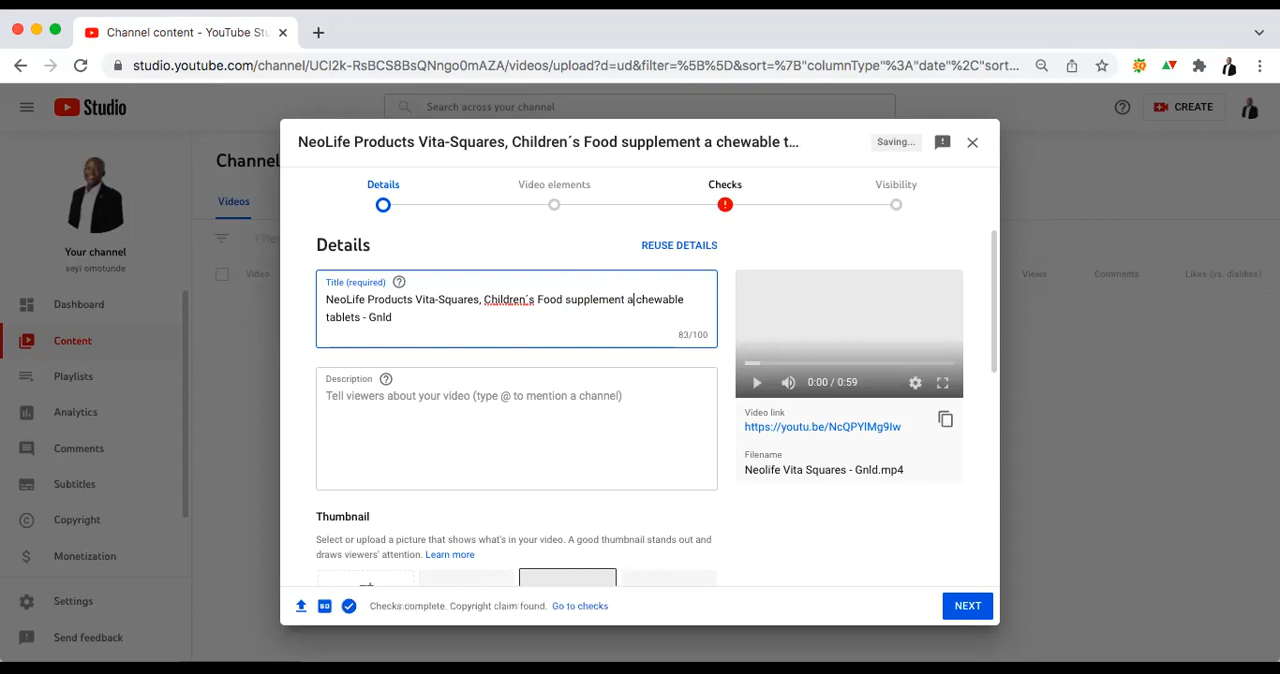 Channel content - YouTube Stu
studio.youtube.com/channel/UCI2k-RsBCS8BsQNngo0mAZA/videos/upload?d=ud&filter=%5B%5D&sort=%7B"columnType"%3A"date"%2C"sort...
Studio
Search across your channel
CREATE
NeoLife Products Vita-Squares, Children´s Food supplement a chewable t...
Saving...
Details
Video elements
Checks
Visibility
Channel
Videos
Filter
Video
Views
Comments
Likes (vs. dislikes)
Your channel
seyi omotunde
Dashboard
Content
Playlists
Analytics
Comments
Subtitles
Copyright
Monetization
Settings
Send feedback
Details
REUSE DETAILS
Title (required)
NeoLife Products Vita-Squares, Children´s Food supplement a chewable
tablets - Gnld
83/100
Description
Tell viewers about your video (type @ to mention a channel)
0:00 / 0:59
Video link
https://youtu.be/NcQPYlMg9Iw
Filename
Neolife Vita Squares - Gnld.mp4
Thumbnail
Select or upload a picture that shows what's in your video. A good thumbnail stands out and
draws viewers' attention. Learn more
SD
Checks complete. Copyright claim found. Go to checks
NEXT